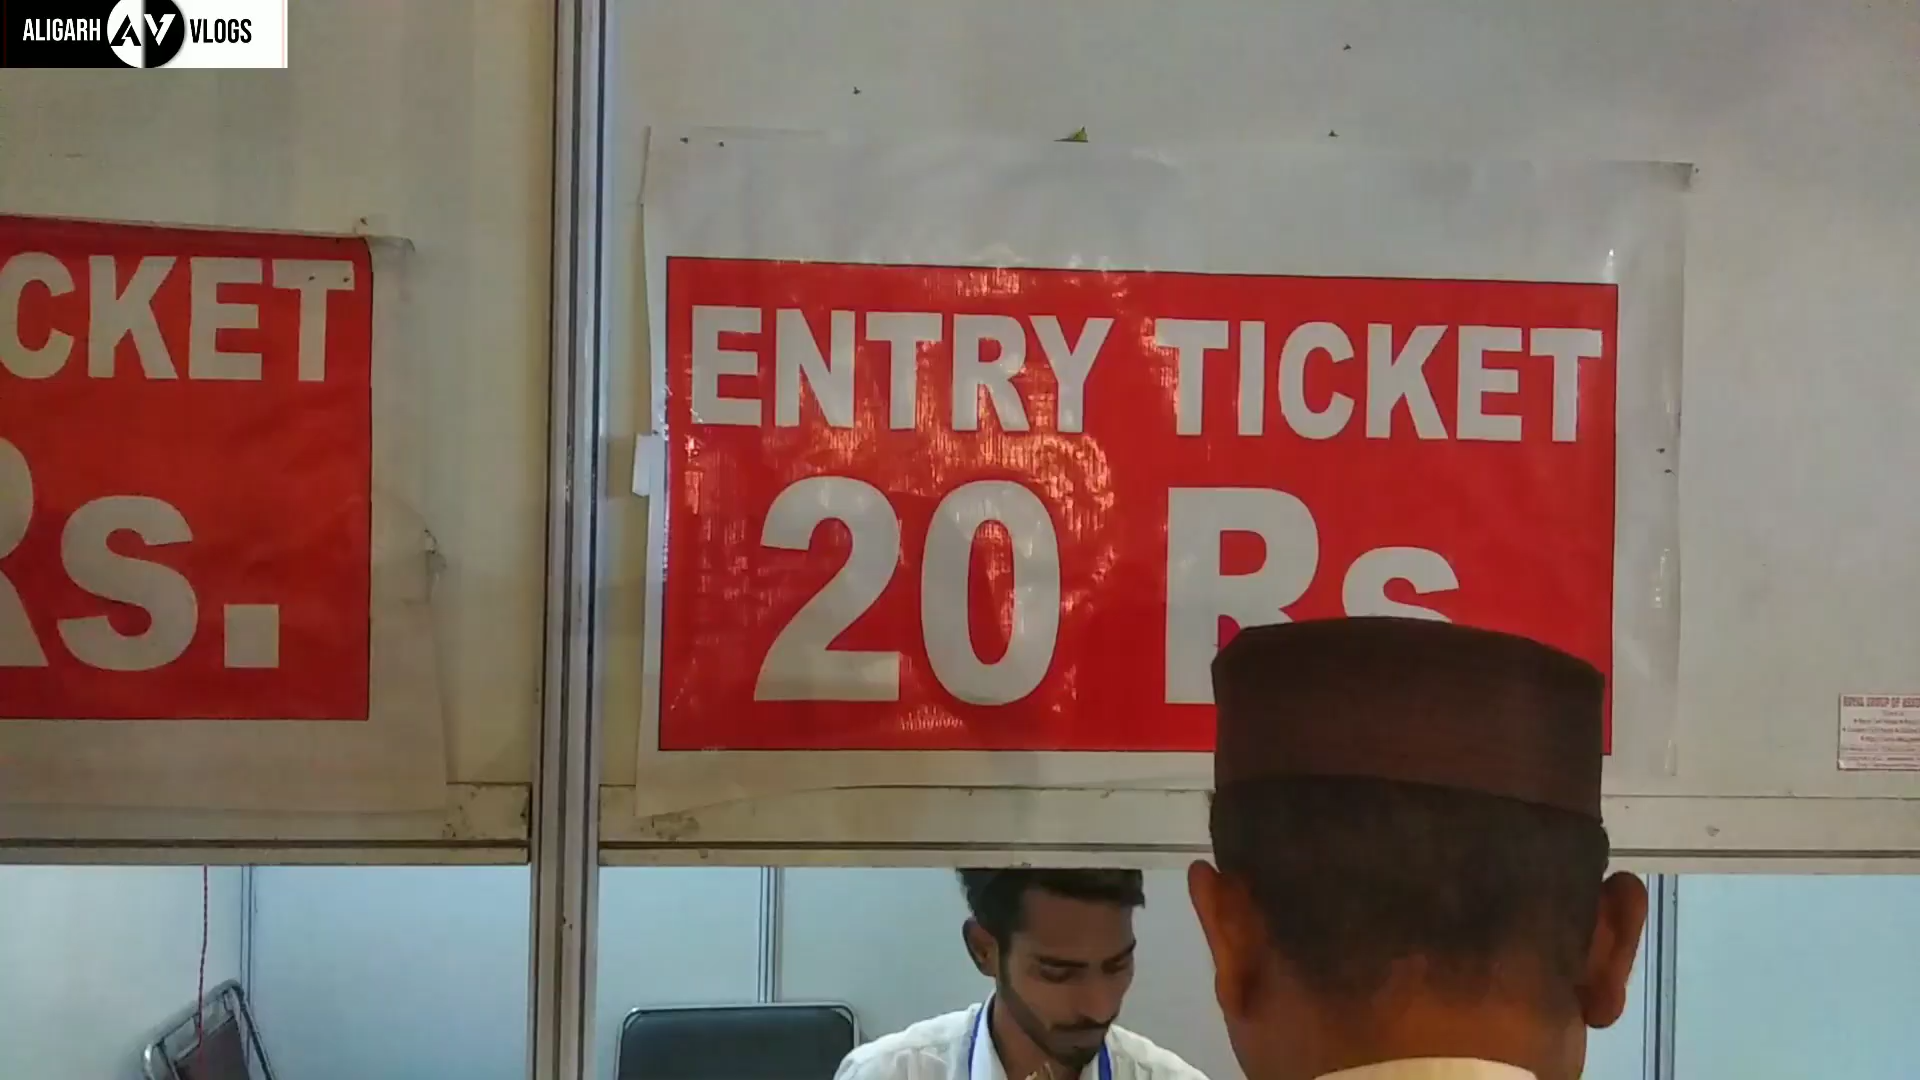 ALIGARH AV VLOGS
CKET
Rs.
ENTRY TICKET
20 Rs